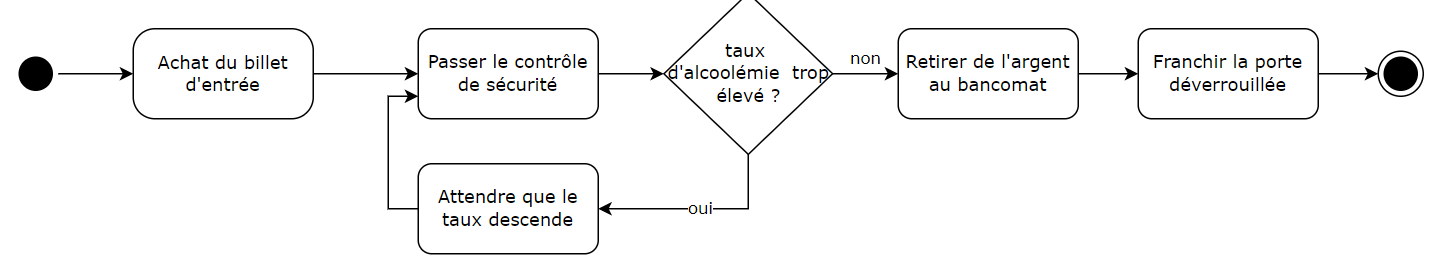 Achat du billet
d'entrée
Passer le contrôle
de sécurité
taux
d'alcoolémie trop
élevé ?
non
Retirer de l'argent
au bancomat
Franchir la porte
déverrouillée
Attendre que le
taux descende
oui